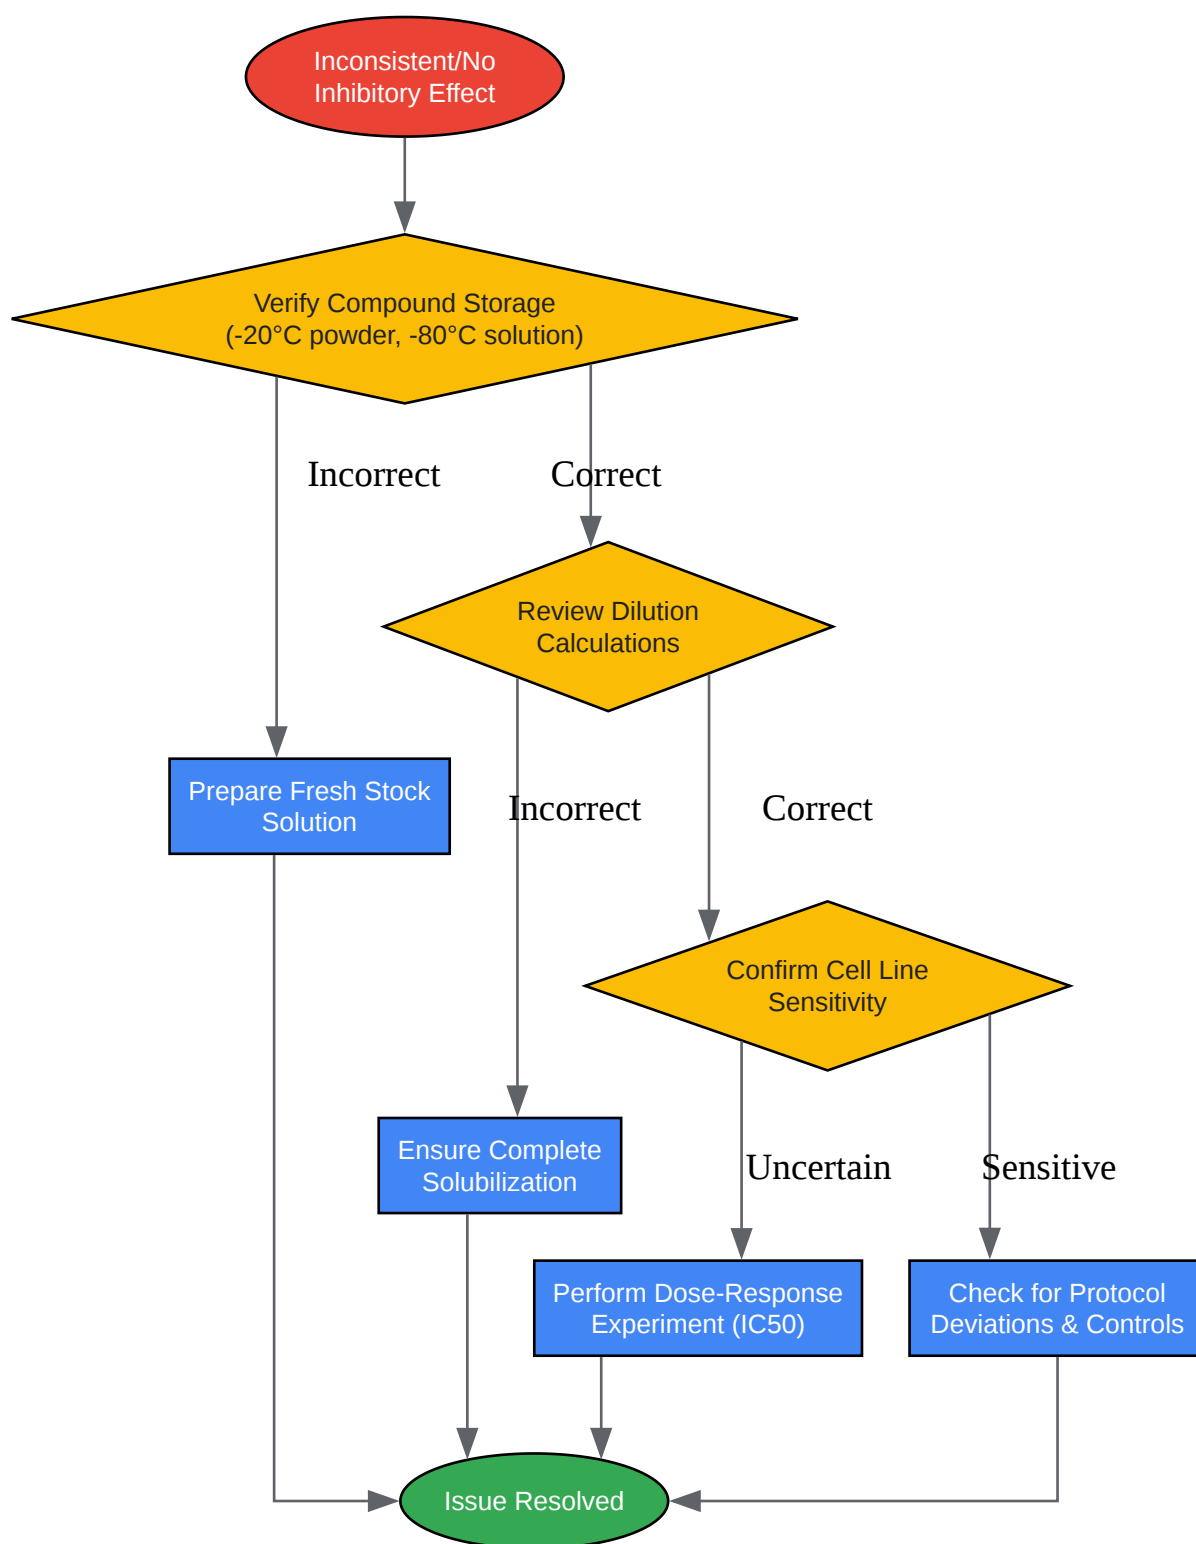 Inconsistent/No
Inhibitory Effect
Verify Compound Storage
(-20°C powder, -80°C solution)
Incorrect
Correct
Review Dilution
Calculations
Prepare Fresh Stock
Solution
Incorrect
Correct
Confirm Cell Line
Sensitivity
Ensure Complete
Solubilization
Uncertain
Sensitive
Perform Dose-Response
Experiment (IC50)
Check for Protocol
Deviations & Controls
Issue Resolved